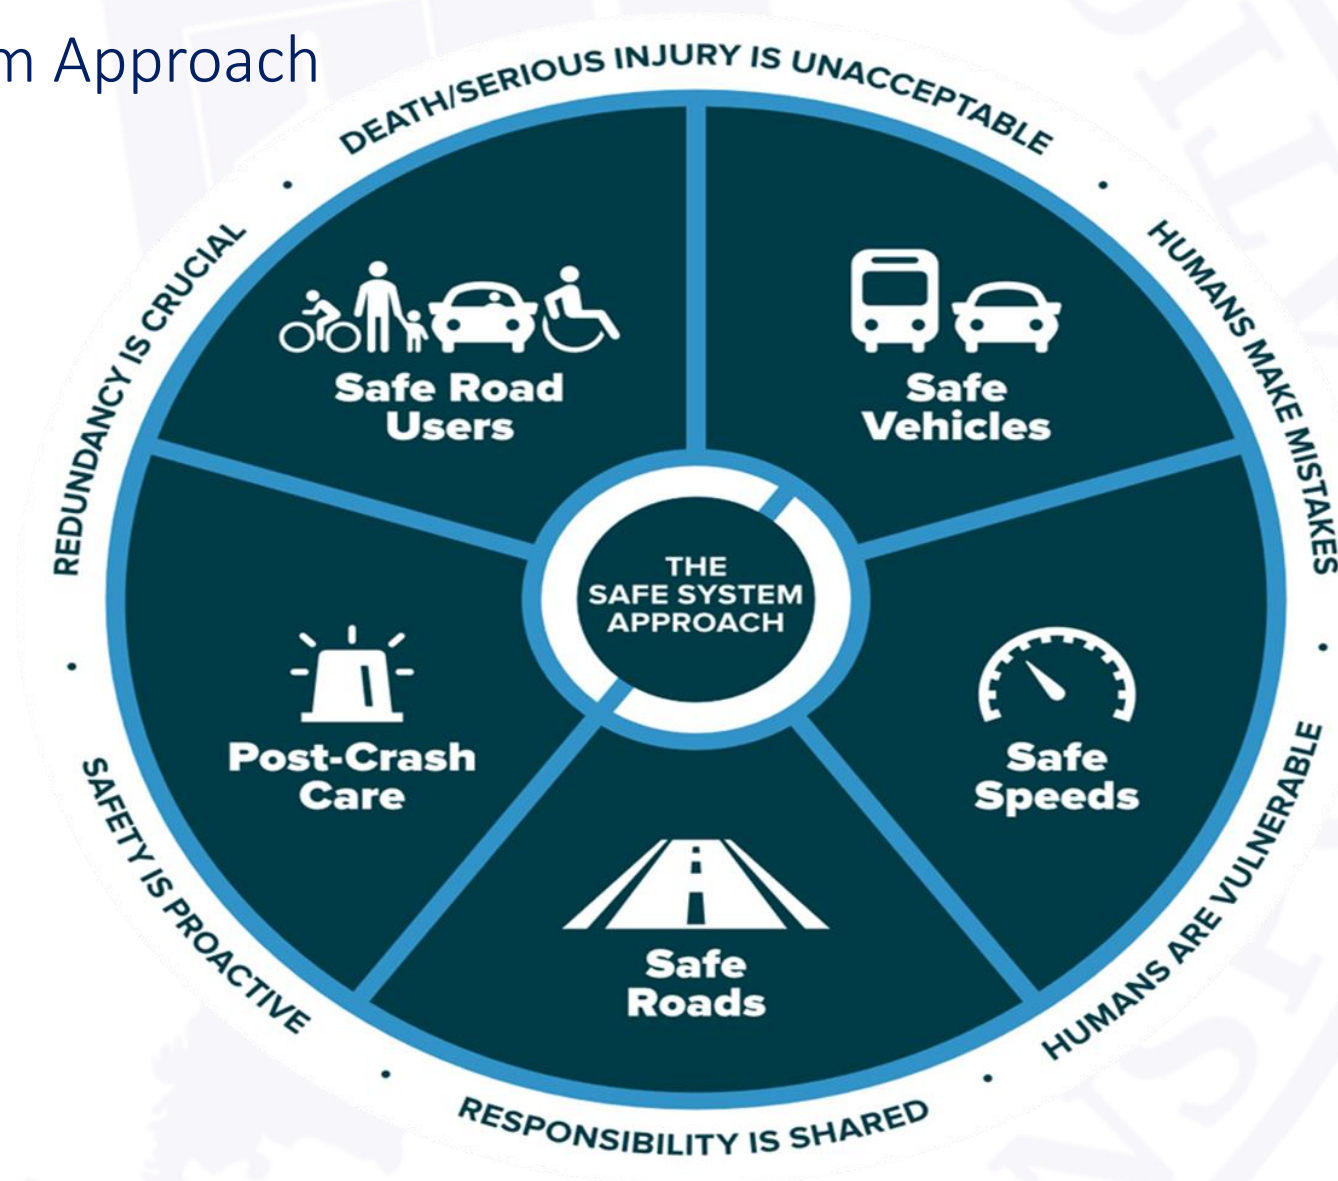 m Approach
DEATH/SERIOUS INJURY IS UNACCEPTABLE
HUMANS MAKE MISTAKES
HUMANS ARE VULNERABLE
RESPONSIBILITY IS SHARED
SAFETY IS PROACTIVE
REDUNDANCY IS CRUCIAL
Safe Road
Users
Safe
Vehicles
Safe
Speeds
Safe
Roads
Post-Crash
Care
THE
SAFE SYSTEM
APPROACH